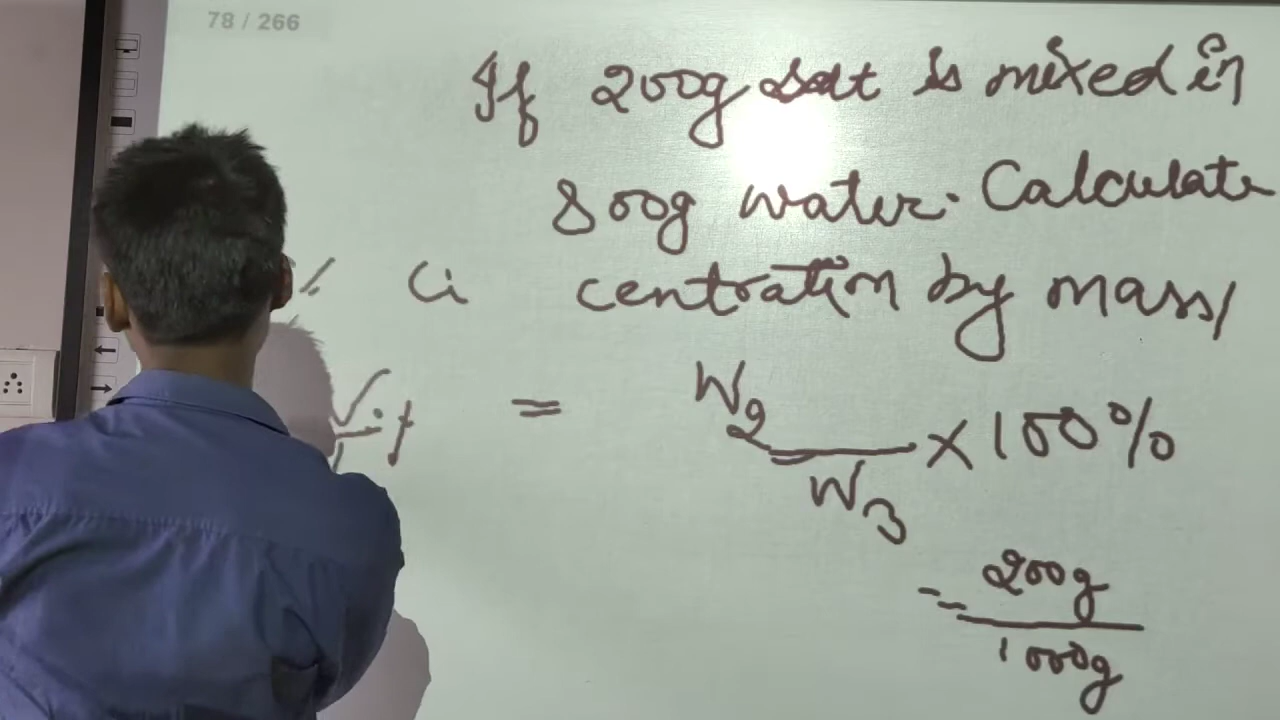 78 / 266
If 200g salt is mixed in
800g water. Calculate
% Ci centration by mass/
= W2 / W3 × 100%
= 200g / 1000g